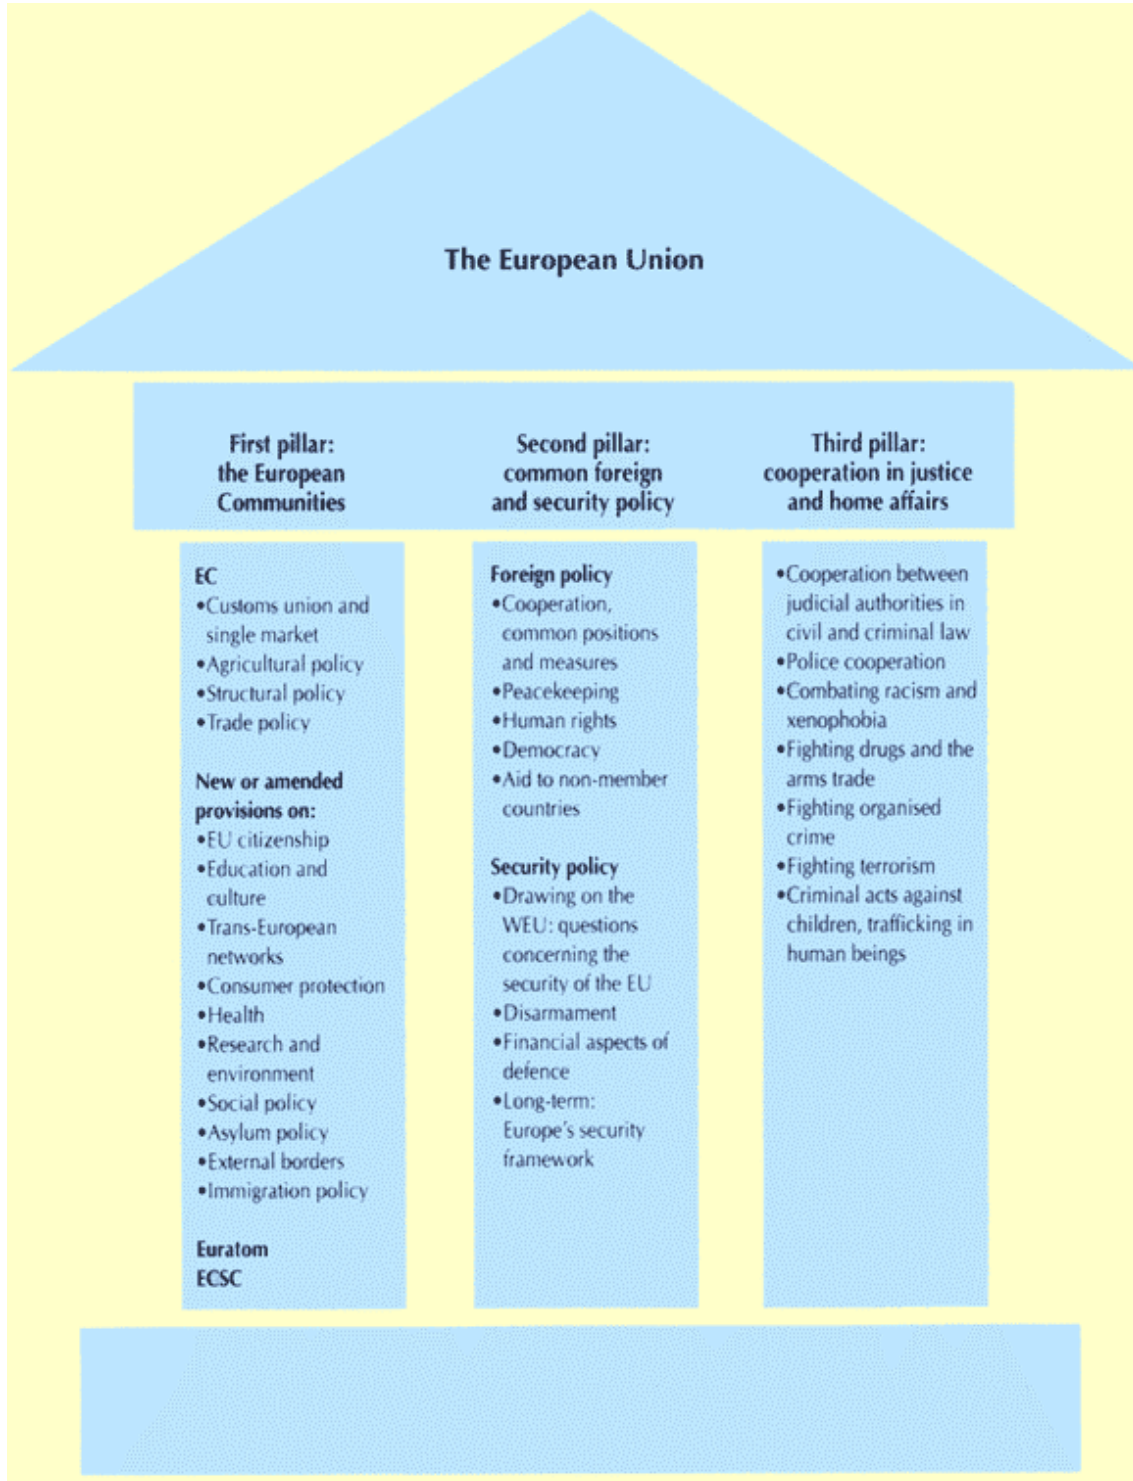 The European Union
First pillar:
the European
Communities
Second pillar:
common foreign
and security policy
Third pillar:
cooperation in justice
and home affairs
EC
•Customs union and
single market
•Agricultural policy
•Structural policy
•Trade policy
New or amended
provisions on:
•EU citizenship
•Education and
culture
•Trans-European
networks
•Consumer protection
•Health
•Research and
environment
•Social policy
•Asylum policy
•External borders
•Immigration policy
Euratom
ECSC
Foreign policy
•Cooperation,
common positions
and measures
•Peacekeeping
•Human rights
•Democracy
•Aid to non-member
countries
Security policy
•Drawing on the
WEU: questions
concerning the
security of the EU
•Disarmament
•Financial aspects of
defence
•Long-term:
Europe's security
framework
•Cooperation between
judicial authorities in
civil and criminal law
•Police cooperation
•Combating racism and
xenophobia
•Fighting drugs and the
arms trade
•Fighting organised
crime
•Fighting terrorism
•Criminal acts against
children, trafficking in
human beings